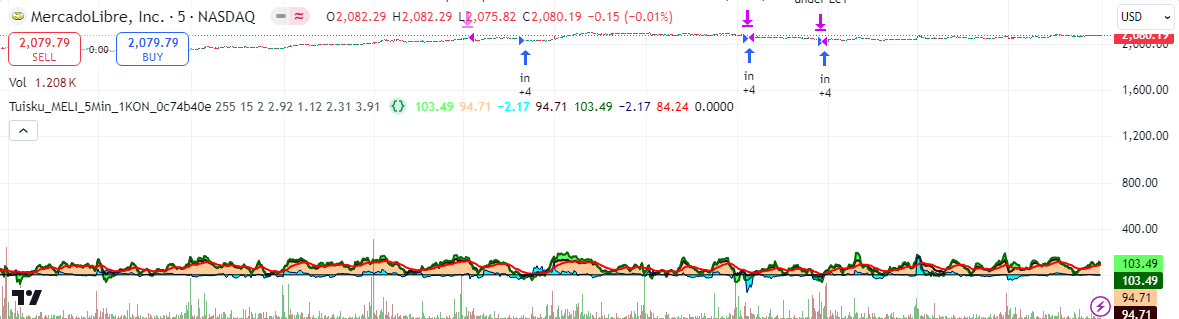 MercadoLibre, Inc. · 5 · NASDAQ O2,082.29 H2,082.29 L2,075.82 C2,080.19 −0.15 (−0.01%)
USD
2,079.79 SELL
0.00
2,079.79 BUY
2,080.19
2,000.00
Vol 1.208 K
in +4
in +4
in +4
1,600.00
Tuisku_MELI_5Min_1KON_0c74b40e 255 15 2 2.92 1.12 2.31 3.91 {} 103.49 94.71 −2.17 94.71 103.49 −2.17 84.24 0.0000
1,200.00
800.00
400.00
103.49
103.49
94.71
94.71